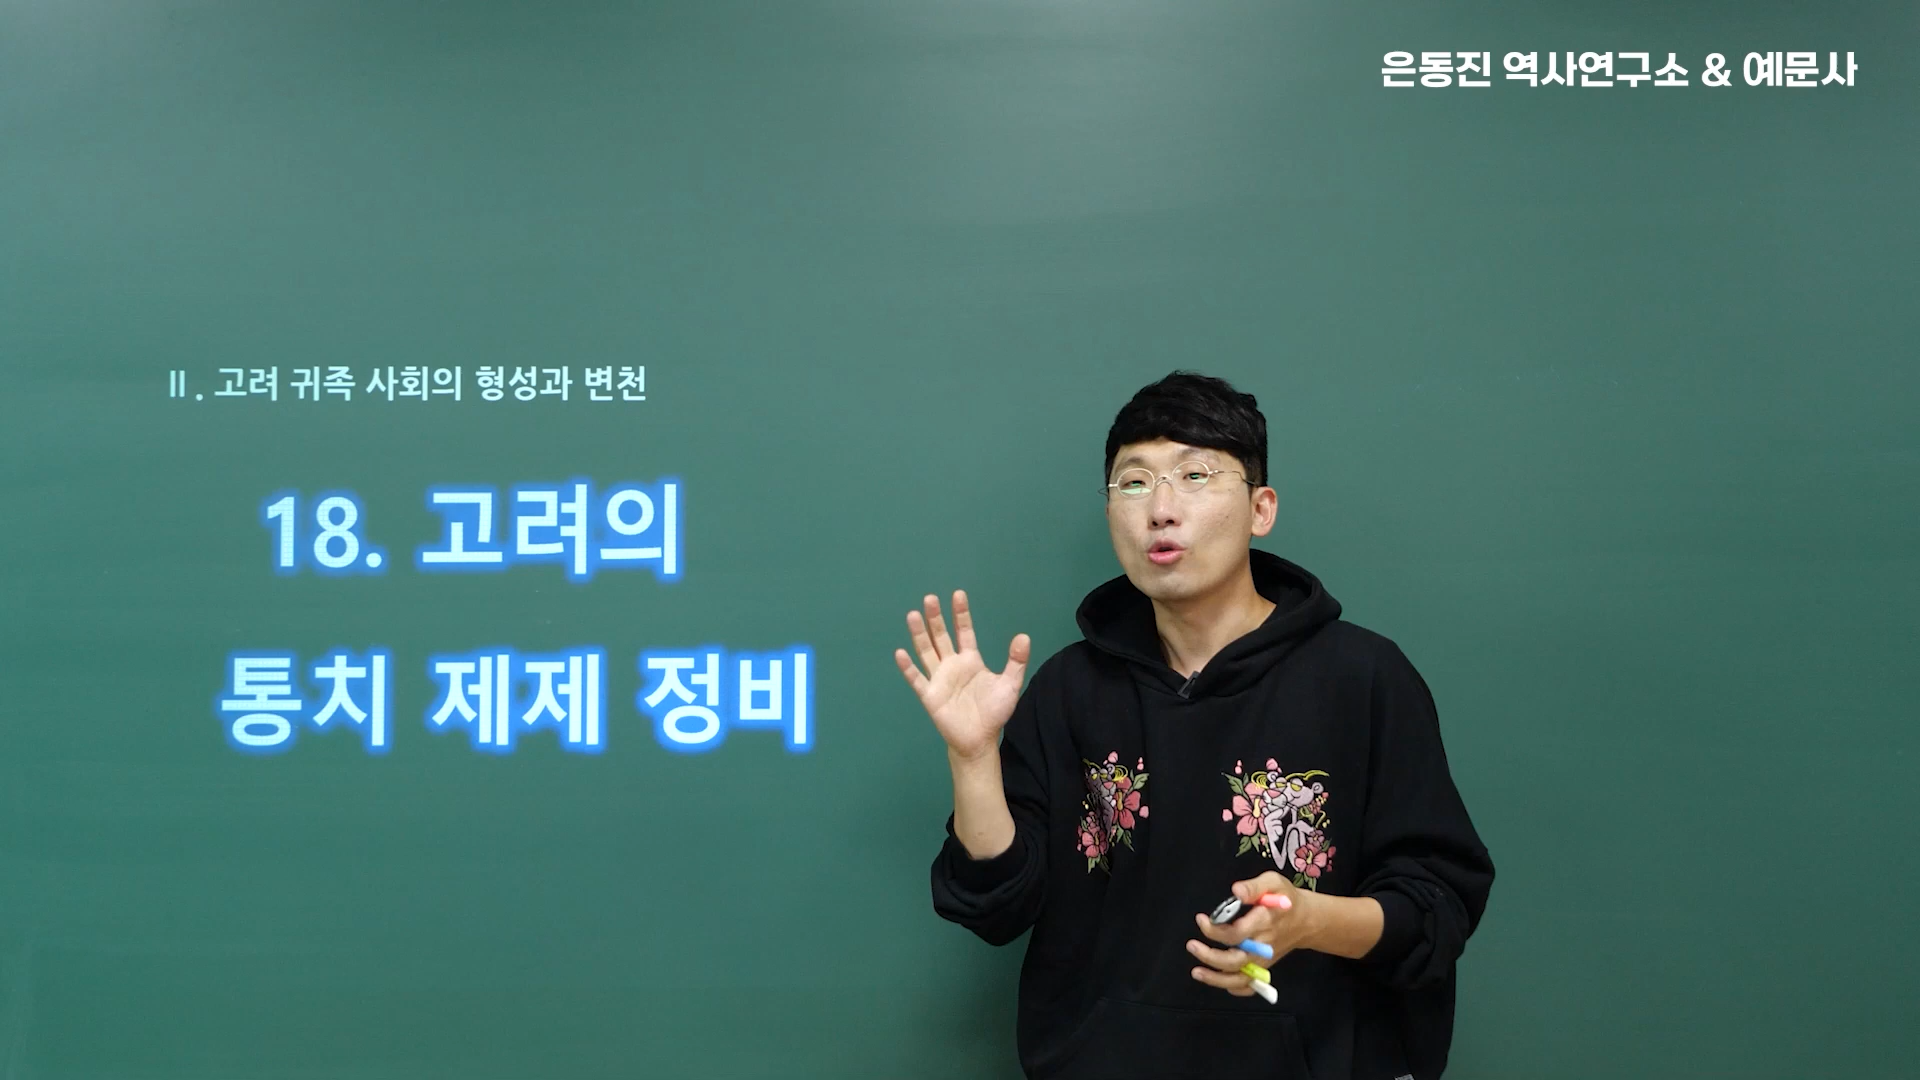 은동진 역사연구소 & 예문사
Ⅱ. 고려 귀족 사회의 형성과 변천
18. 고려의
통치 제제 정비